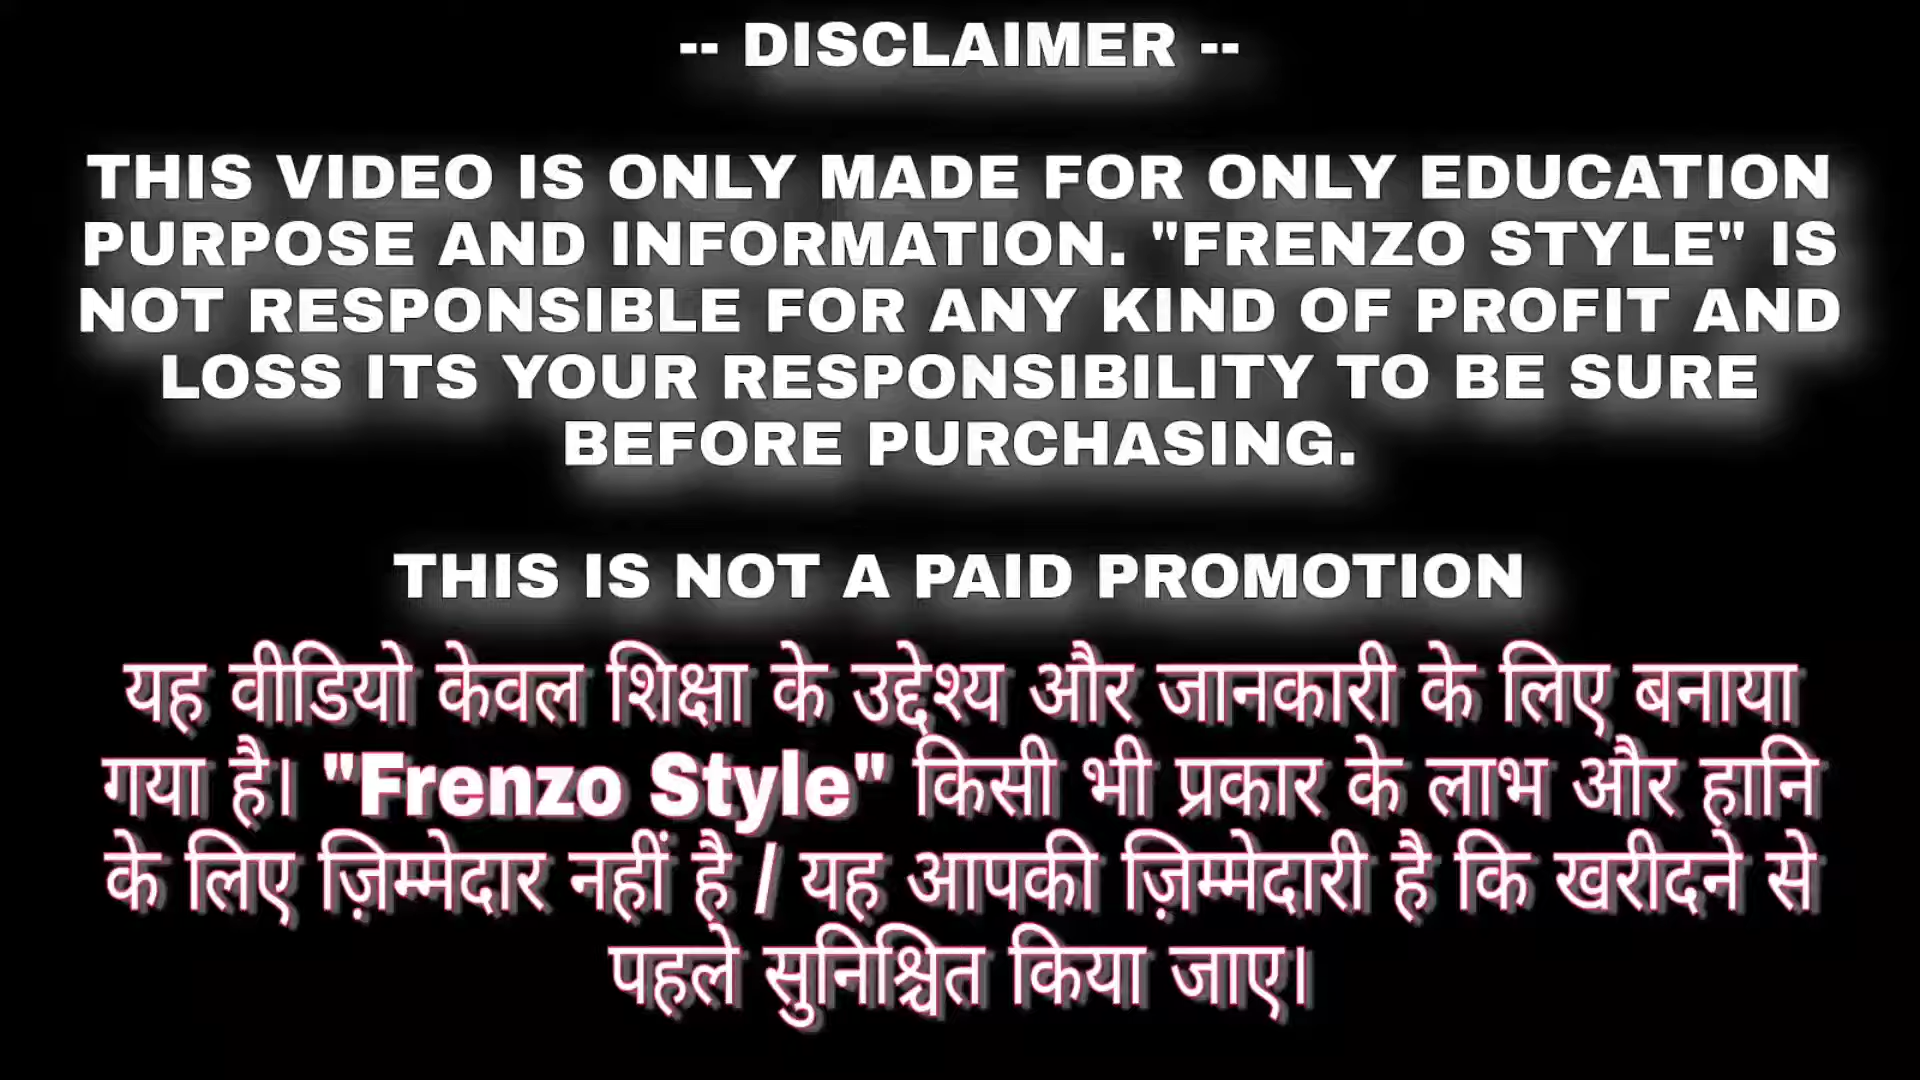 -- DISCLAIMER --
THIS VIDEO IS ONLY MADE FOR ONLY EDUCATION
PURPOSE AND INFORMATION. "FRENZO STYLE" IS
NOT RESPONSIBLE FOR ANY KIND OF PROFIT AND
LOSS ITS YOUR RESPONSIBILITY TO BE SURE
BEFORE PURCHASING.
THIS IS NOT A PAID PROMOTION
यह वीडियो केवल शिक्षा के उद्देश्य और जानकारी के लिए बनाया
गया है। "Frenzo Style" किसी भी प्रकार के लाभ और हानि
के लिए ज़िम्मेदार नहीं है / यह आपकी ज़िम्मेदारी है कि खरीदने से
पहले सुनिश्चित किया जाए।